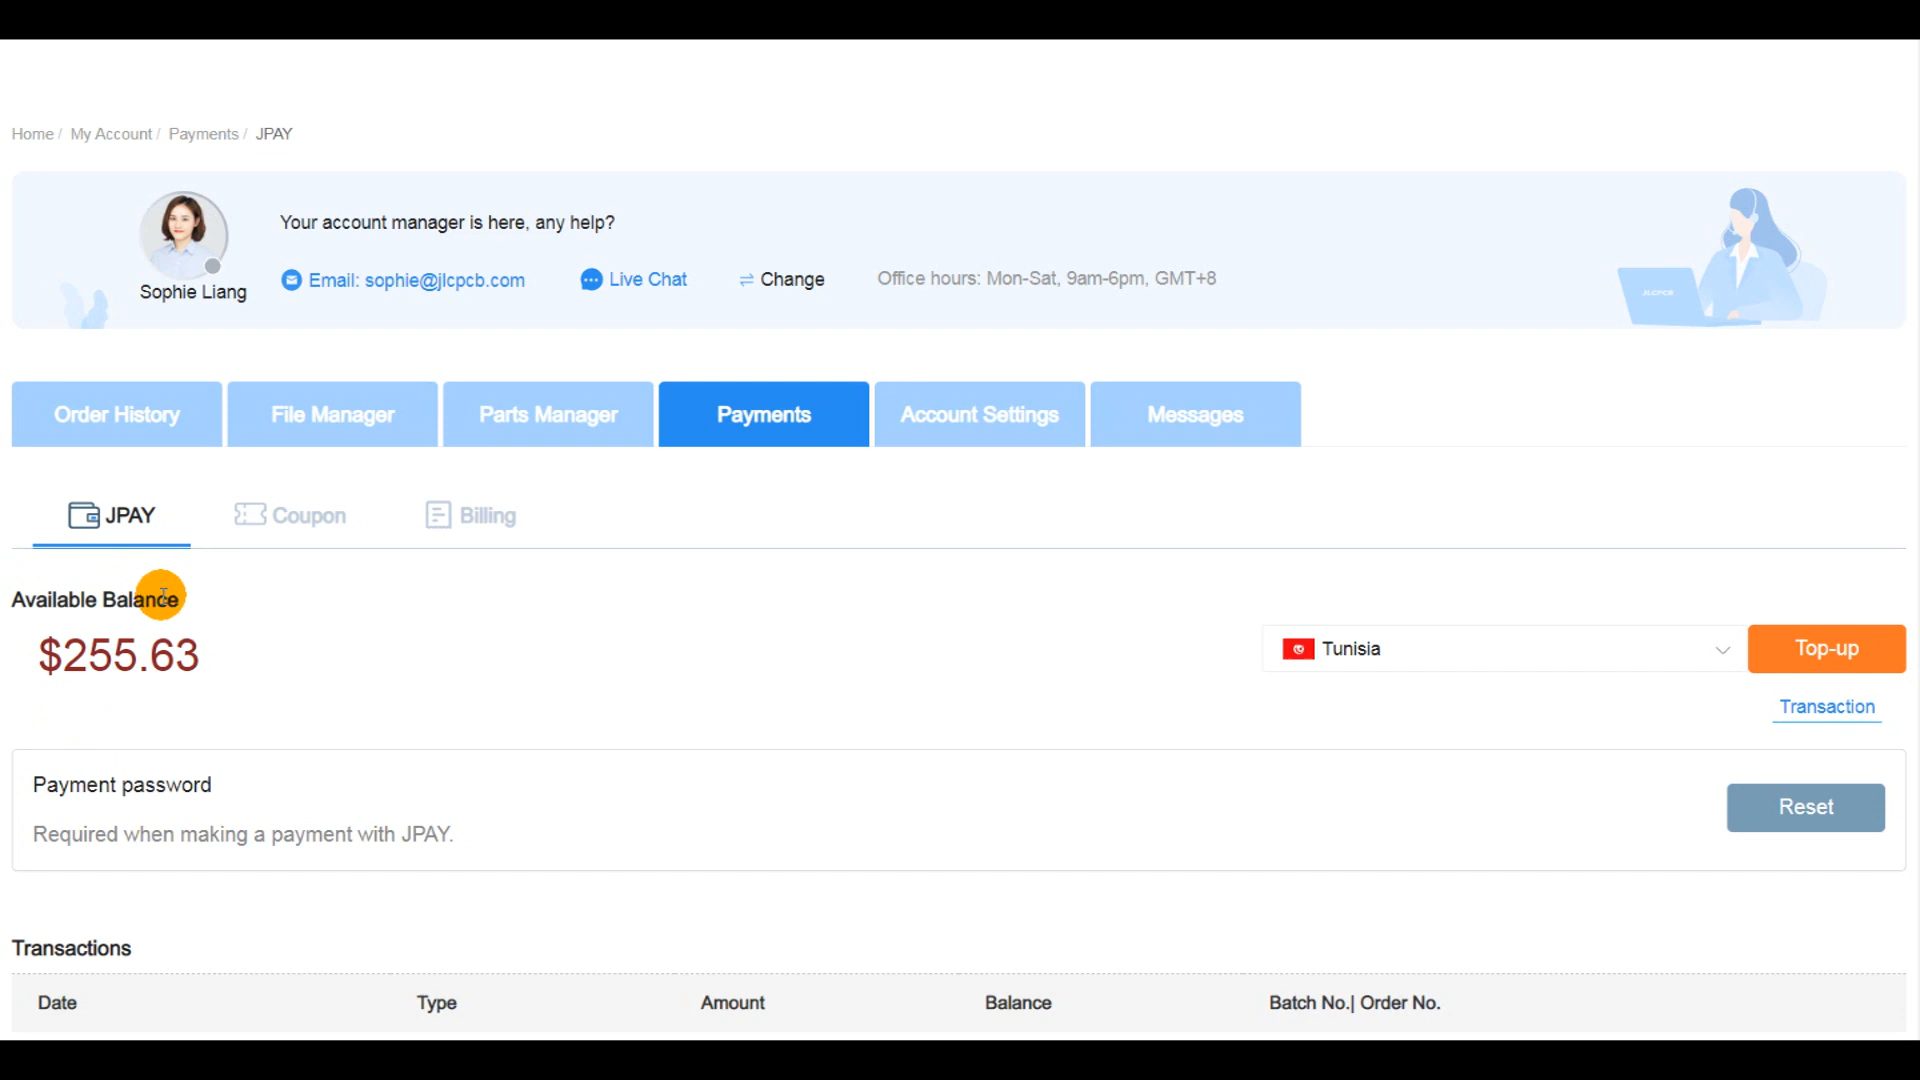 Home / My Account / Payments / JPAY
Your account manager is here, any help?
Sophie Liang
Email: sophie@jlcpcb.com
Live Chat
Change
Office hours: Mon-Sat, 9am-6pm, GMT+8
JLCPCB
Order History
File Manager
Parts Manager
Payments
Account Settings
Messages
JPAY
Coupon
Billing
Available Balance
$255.63
Tunisia
Top-up
Transaction
Payment password
Required when making a payment with JPAY.
Reset
Transactions
Date
Type
Amount
Balance
Batch No.| Order No.